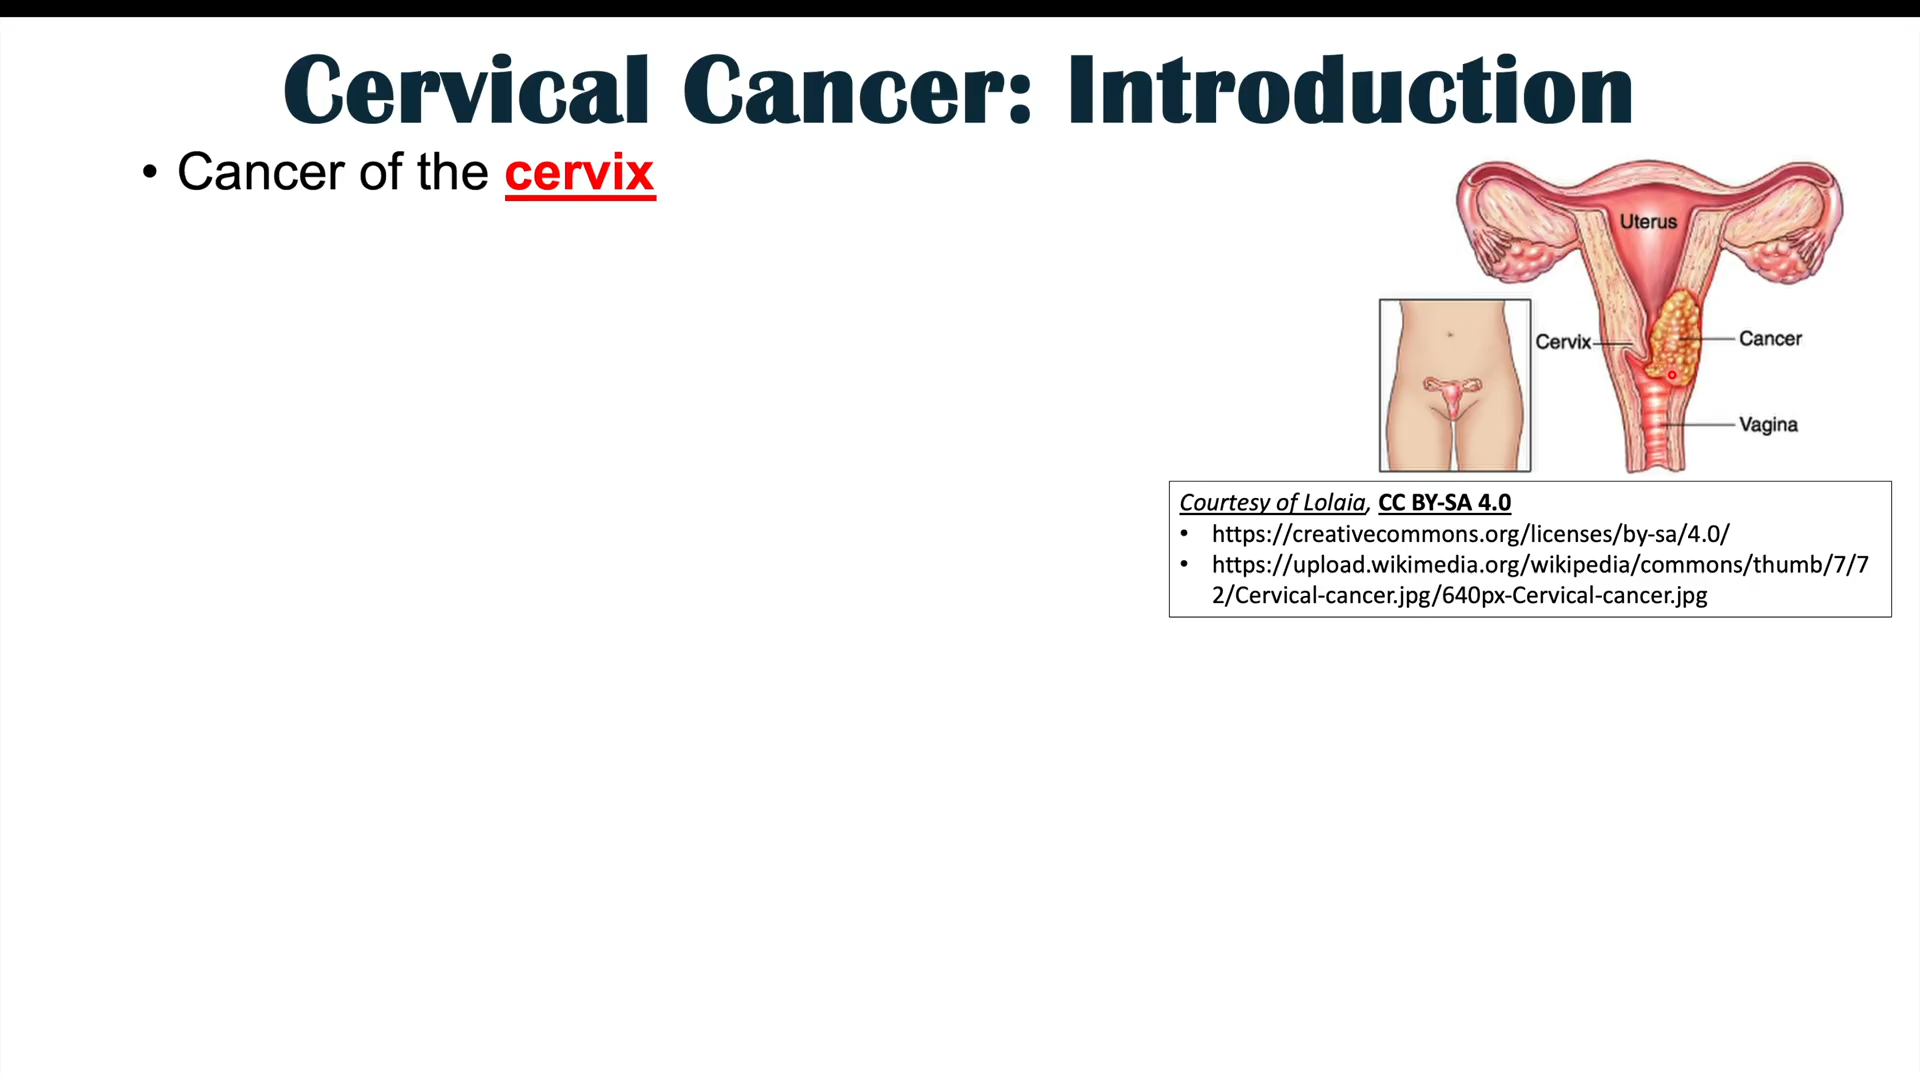 Cervical Cancer: Introduction
• Cancer of the cervix
Uterus
Cervix
Cancer
Vagina
Courtesy of Lolaia, CC BY-SA 4.0
• https://creativecommons.org/licenses/by-sa/4.0/
• https://upload.wikimedia.org/wikipedia/commons/thumb/7/7
2/Cervical-cancer.jpg/640px-Cervical-cancer.jpg